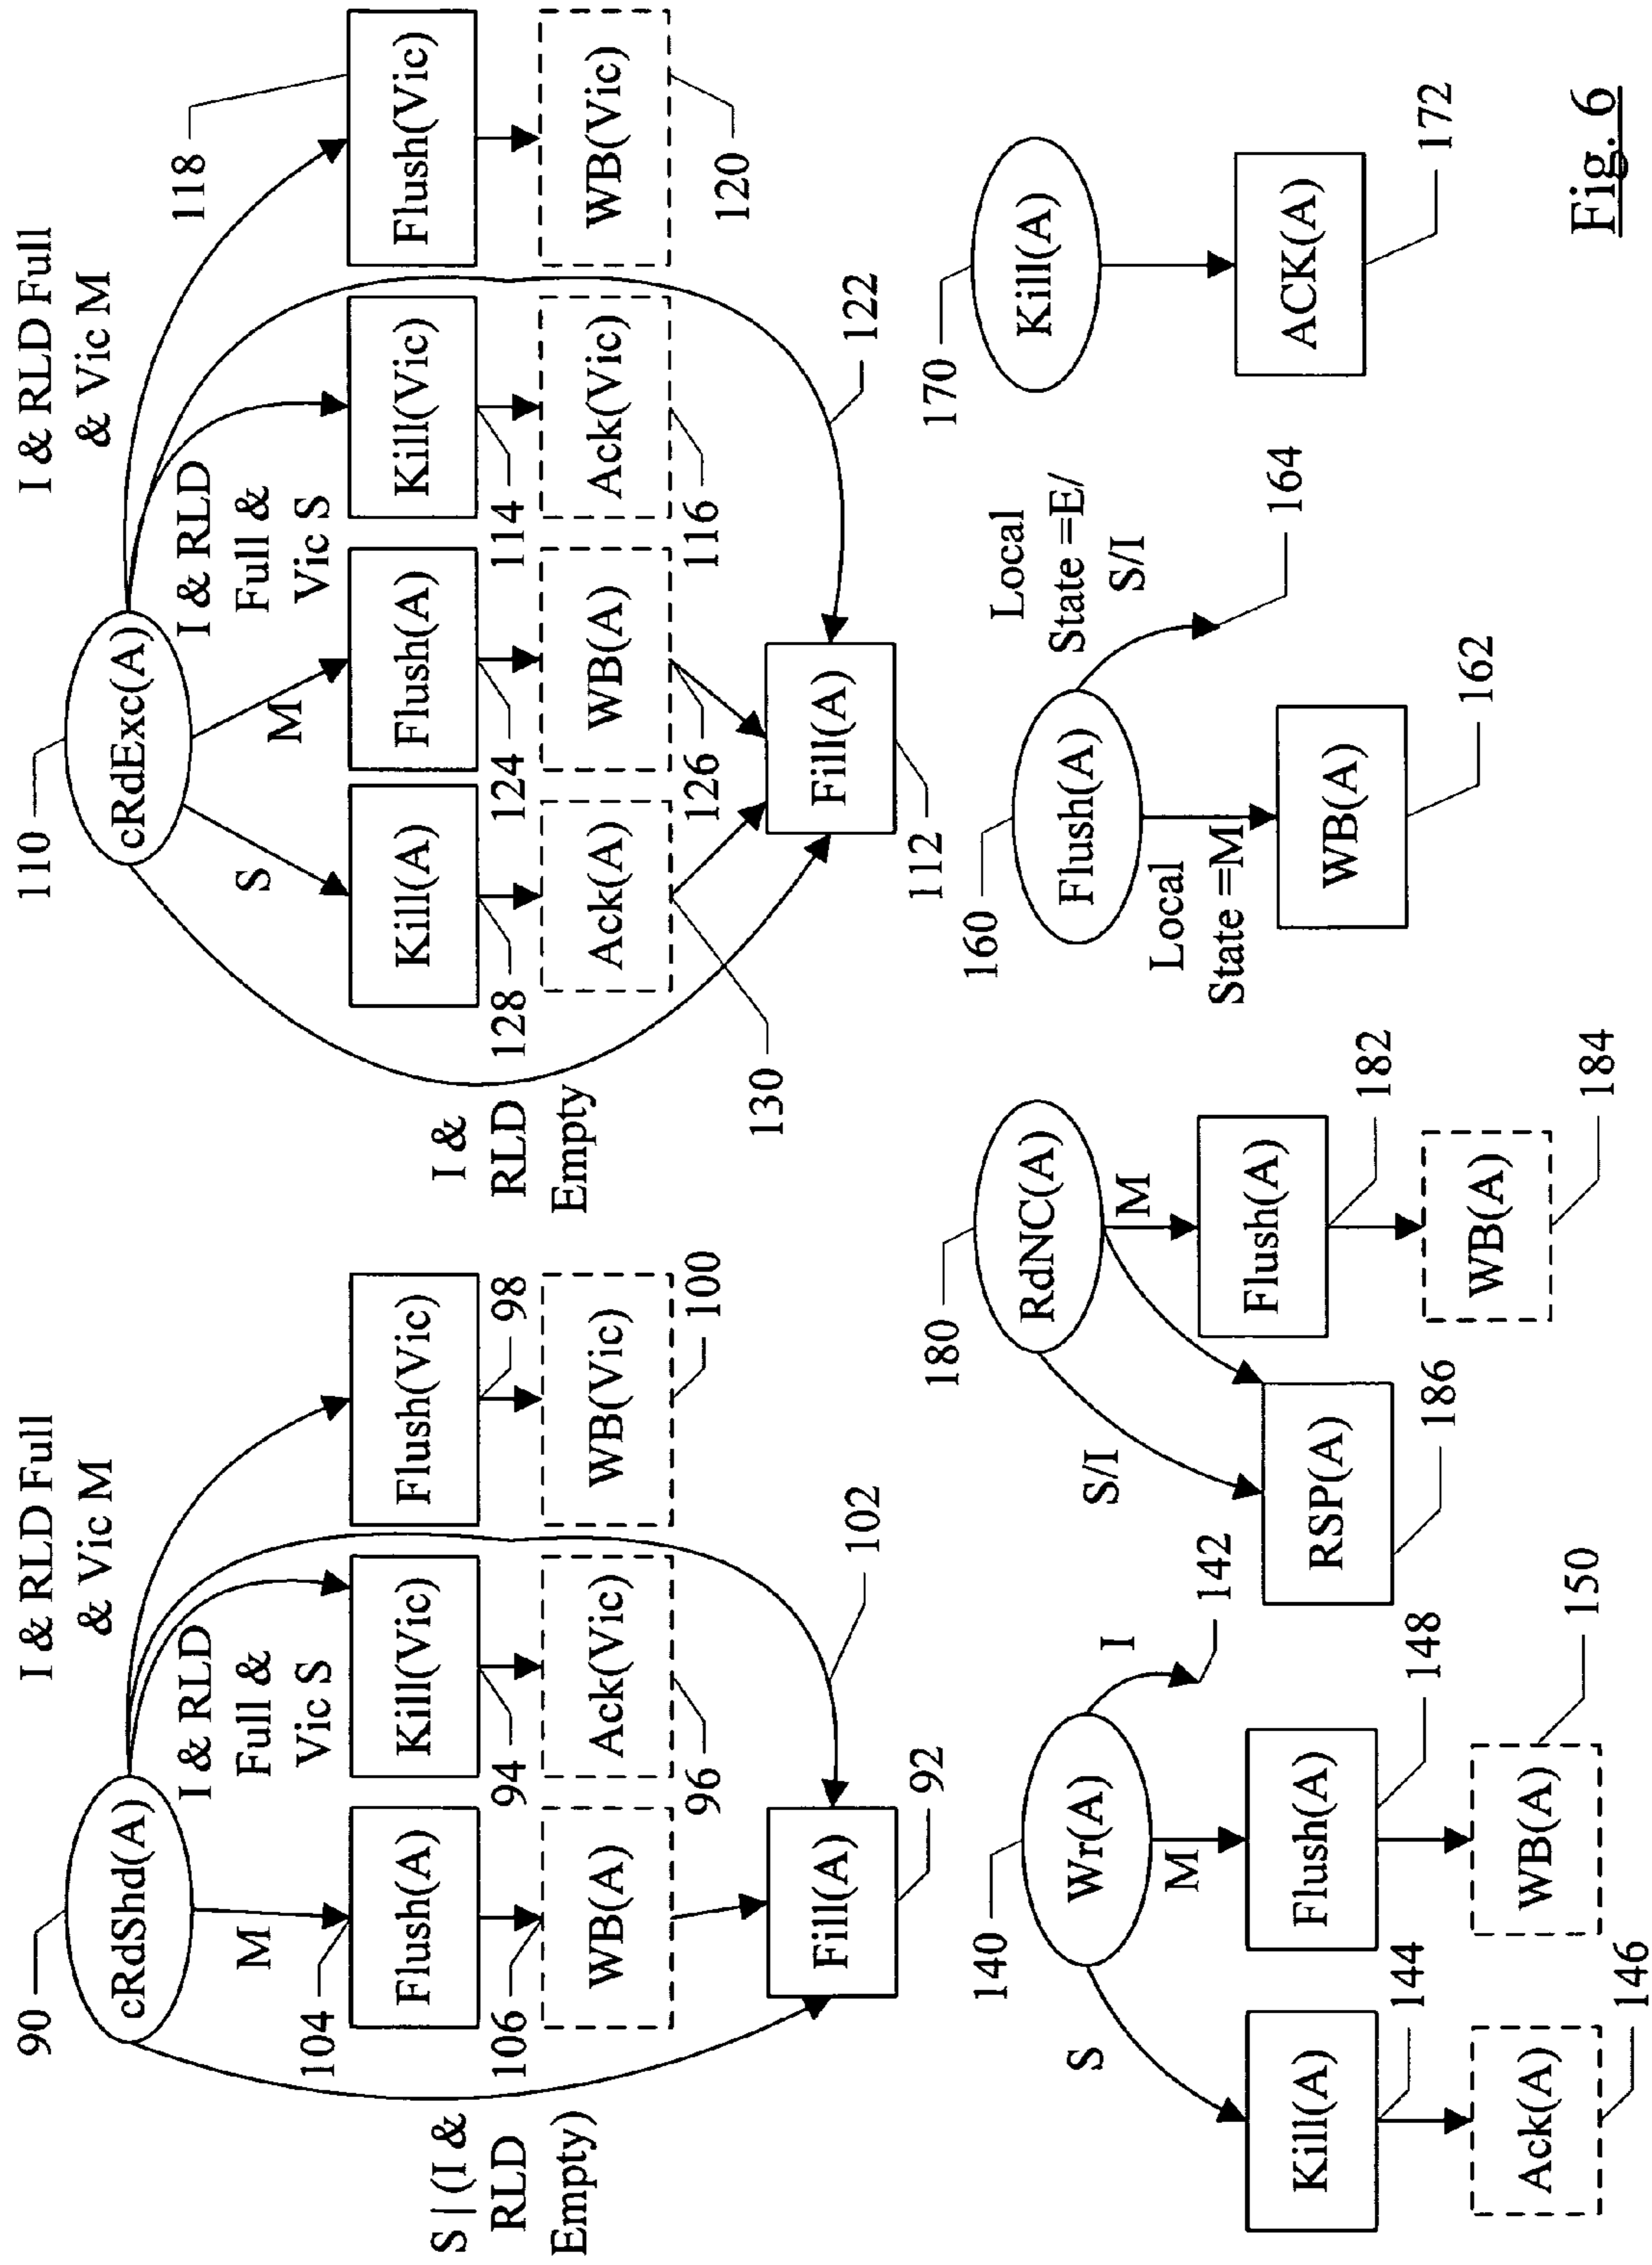 90
cRdShd(A)
I & RLD Full
& Vic M
M
I & RLD
Full &
Vic S
104
Flush(A)
Kill(Vic)
Flush(Vic)
S | (I &
RLD
Empty)
106
94
98
WB(A)
Ack(Vic)
WB(Vic)
96
100
Fill(A)
102
92
110
cRdExc(A)
I & RLD Full
& Vic M
S
M
I & RLD
Full &
Vic S
118
Kill(A)
Flush(A)
Kill(Vic)
Flush(Vic)
I &
RLD
Empty
128
124
114
Ack(A)
WB(A)
Ack(Vic)
WB(Vic)
130
126
116
120
Fill(A)
122
112
140
Wr(A)
S
M
I
142
Kill(A)
Flush(A)
144
148
Ack(A)
WB(A)
146
150
180
RdNC(A)
S/I
M
RSP(A)
Flush(A)
186
182
WB(A)
184
160
Flush(A)
Local
State =M
Local
State =E/
S/I
164
WB(A)
162
170
Kill(A)
ACK(A)
172
Fig. 6